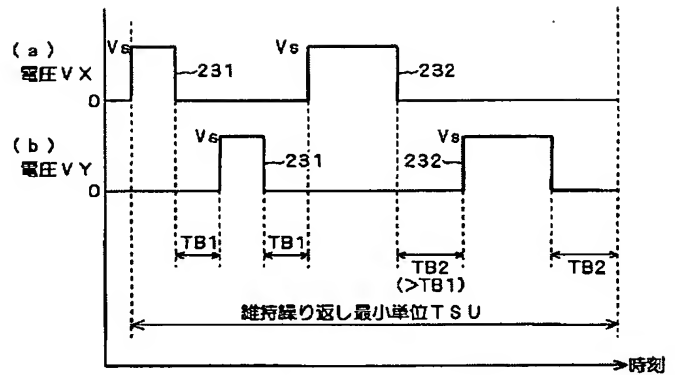 (a)
電圧VX
Vs
231
Vs
232
0
(b)
電圧VY
Vs
231
Vs
232
0
TB1
TB1
TB2
(>TB1)
TB2
維持繰り返し最小単位TSU
時刻